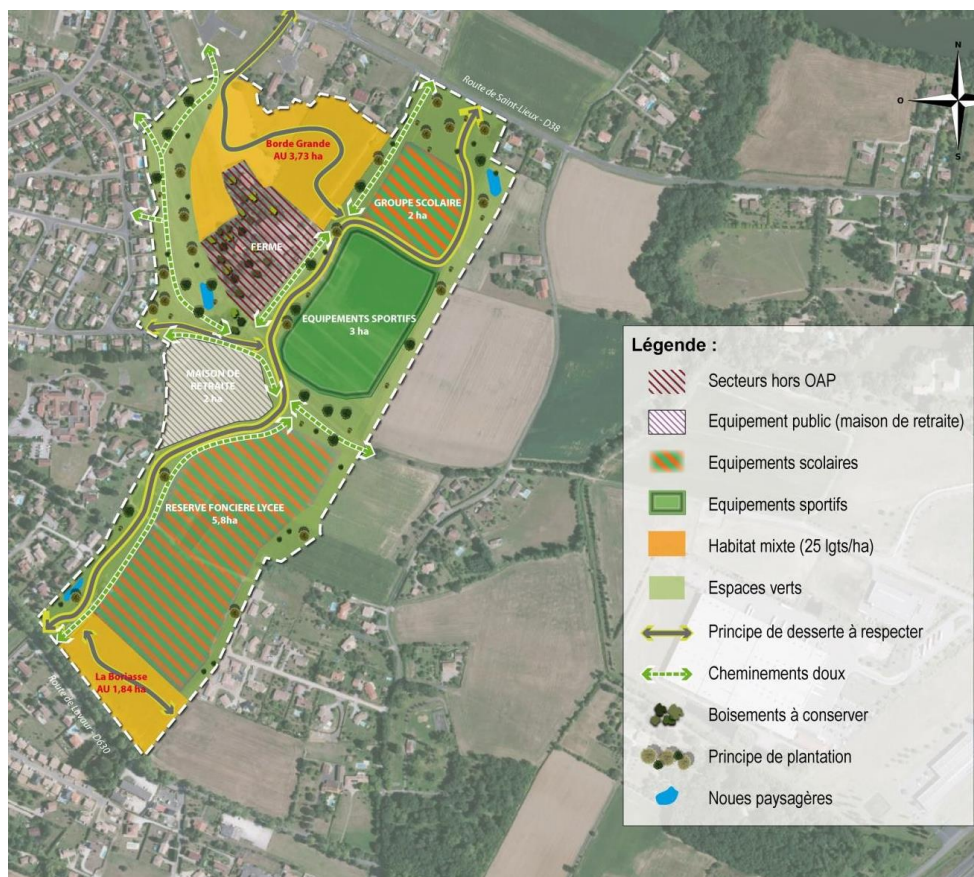 N
O
E
S
Route de Saint-Lieux - D38
Borde Grande
AU 3,73 ha
GROUPE SCOLAIRE
2 ha
FERME
EQUIPEMENTS SPORTIFS
3 ha
MAISON DE
RETRAITE
2 ha
RESERVE FONCIERE LYCEE
5,8ha
La Boriasse
AU 1,84 ha
Route de Lavaur - D630
Légende :
Secteurs hors OAP
Equipement public (maison de retraite)
Equipements scolaires
Equipements sportifs
Habitat mixte (25 lgts/ha)
Espaces verts
Principe de desserte à respecter
Cheminements doux
Boisements à conserver
Principe de plantation
Noues paysagères